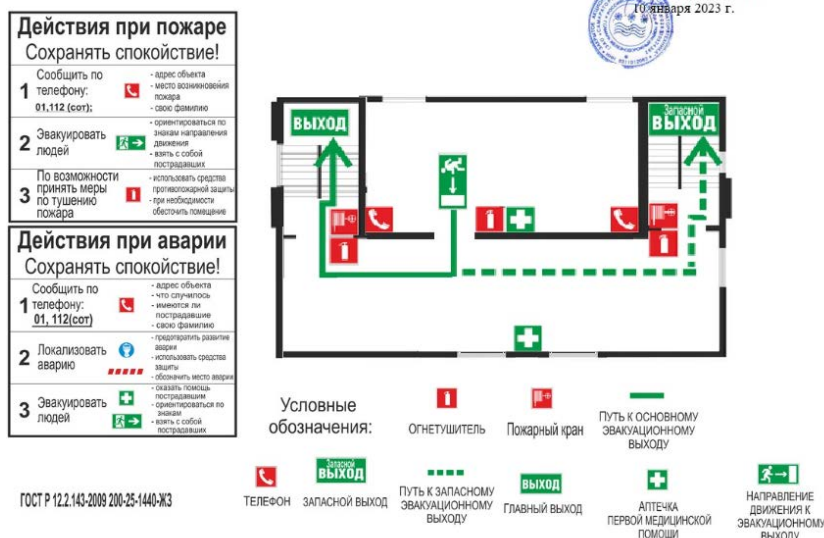 10 января 2023 г.
Действия при пожаре
Сохранять спокойствие!
1
Сообщить по
телефону:
01,112 (сот);
- адрес объекта
- место возникновения
пожара
- свою фамилию
2
Эвакуировать
людей
- ориентироваться по
знакам направления
движения
- взять с собой
пострадавших
3
По возможности
принять меры
по тушению
пожара
- использовать средства
противопожарной защиты
- при необходимости
обесточить помещение
Действия при аварии
Сохранять спокойствие!
1
Сообщить по
телефону:
01, 112(сот)
- адрес объекта
- что случилось
- имеются ли
пострадавшие
- свою фамилию
2
Локализовать
аварию
- предотвратить развитие
аварии
- использовать средства
защиты
- обозначить место аварии
3
Эвакуировать
людей
- оказать помощь
пострадавшим
- ориентироваться по
знакам
- взять с собой
пострадавших
ВЫХОД
Запасной
ВЫХОД
Условные
обозначения:
ОГНЕТУШИТЕЛЬ
Пожарный кран
ПУТЬ К ОСНОВНОМУ
ЭВАКУАЦИОННОМУ
ВЫХОДУ
ТЕЛЕФОН
Запасной
ВЫХОД
ЗАПАСНОЙ ВЫХОД
ПУТЬ К ЗАПАСНОМУ
ЭВАКУАЦИОННОМУ
ВЫХОДУ
ВЫХОД
ГЛАВНЫЙ ВЫХОД
АПТЕЧКА
ПЕРВОЙ МЕДИЦИНСКОЙ
ПОМОЩИ
НАПРАВЛЕНИЕ
ДВИЖЕНИЯ К
ЭВАКУАЦИОННОМУ
ВЫХОДУ
ГОСТ Р 12.2.143-2009 200-25-1440-ЖЗ